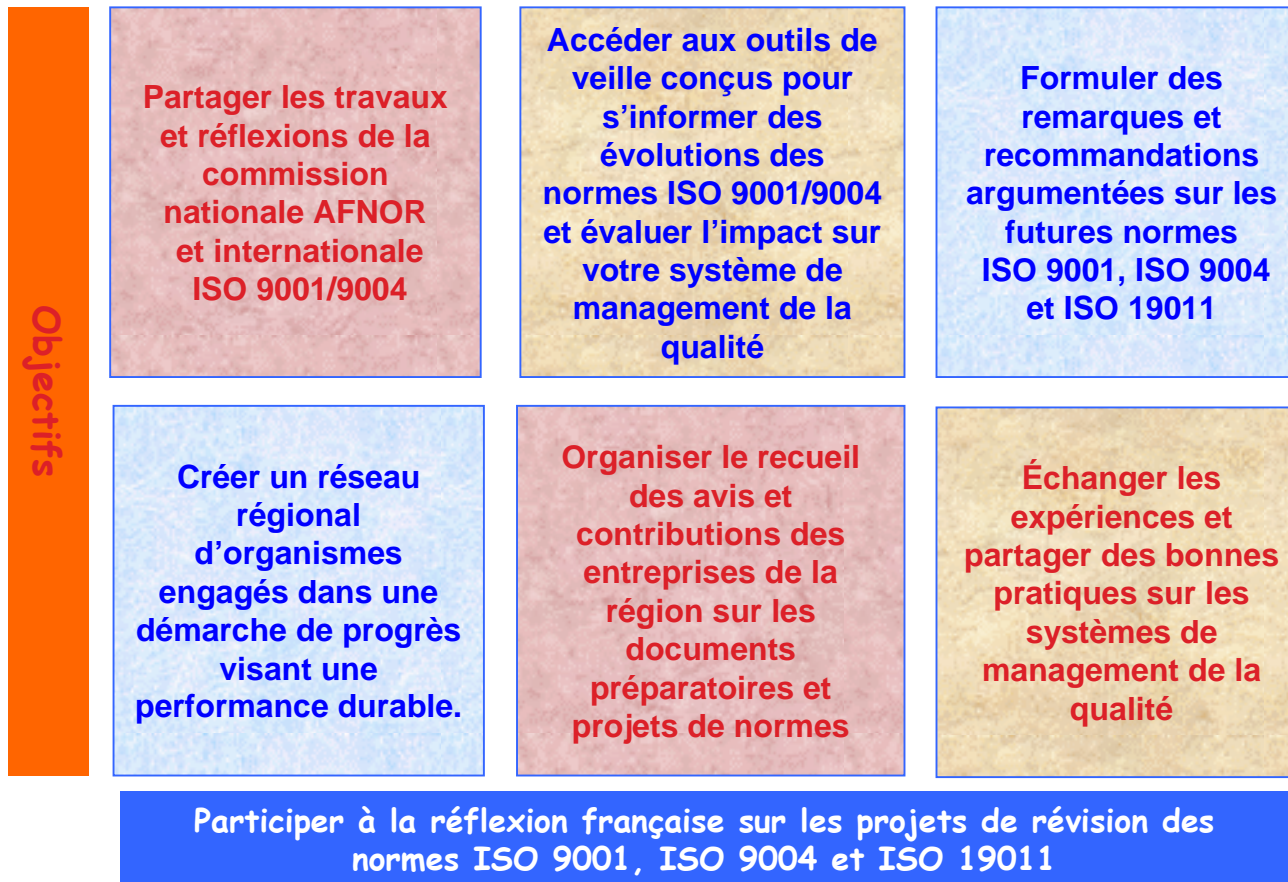 Objectifs
Partager les travaux
et réflexions de la
commission
nationale AFNOR
et internationale
ISO 9001/9004
Accéder aux outils de
veille conçus pour
s’informer des
évolutions des
normes ISO 9001/9004
et évaluer l’impact sur
votre système de
management de la
qualité
Formuler des
remarques et
recommandations
argumentées sur les
futures normes
ISO 9001, ISO 9004
et ISO 19011
Créer un réseau
régional
d’organismes
engagés dans une
démarche de progrès
visant une
performance durable.
Organiser le recueil
des avis et
contributions des
entreprises de la
région sur les
documents
préparatoires et
projets de normes
Échanger les
expériences et
partager des bonnes
pratiques sur les
systèmes de
management de la
qualité
Participer à la réflexion française sur les projets de révision des
normes ISO 9001, ISO 9004 et ISO 19011